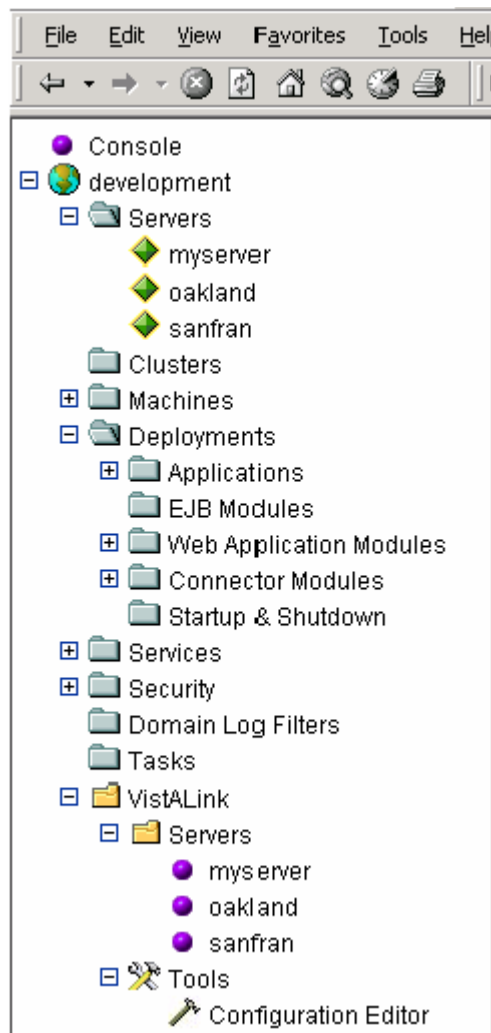 File Edit View Favorites Tools Hel
Console
development
Servers
myserver
oakland
sanfran
Clusters
Machines
Deployments
Applications
EJB Modules
Web Application Modules
Connector Modules
Startup & Shutdown
Services
Security
Domain Log Filters
Tasks
VistALink
Servers
myserver
oakland
sanfran
Tools
Configuration Editor